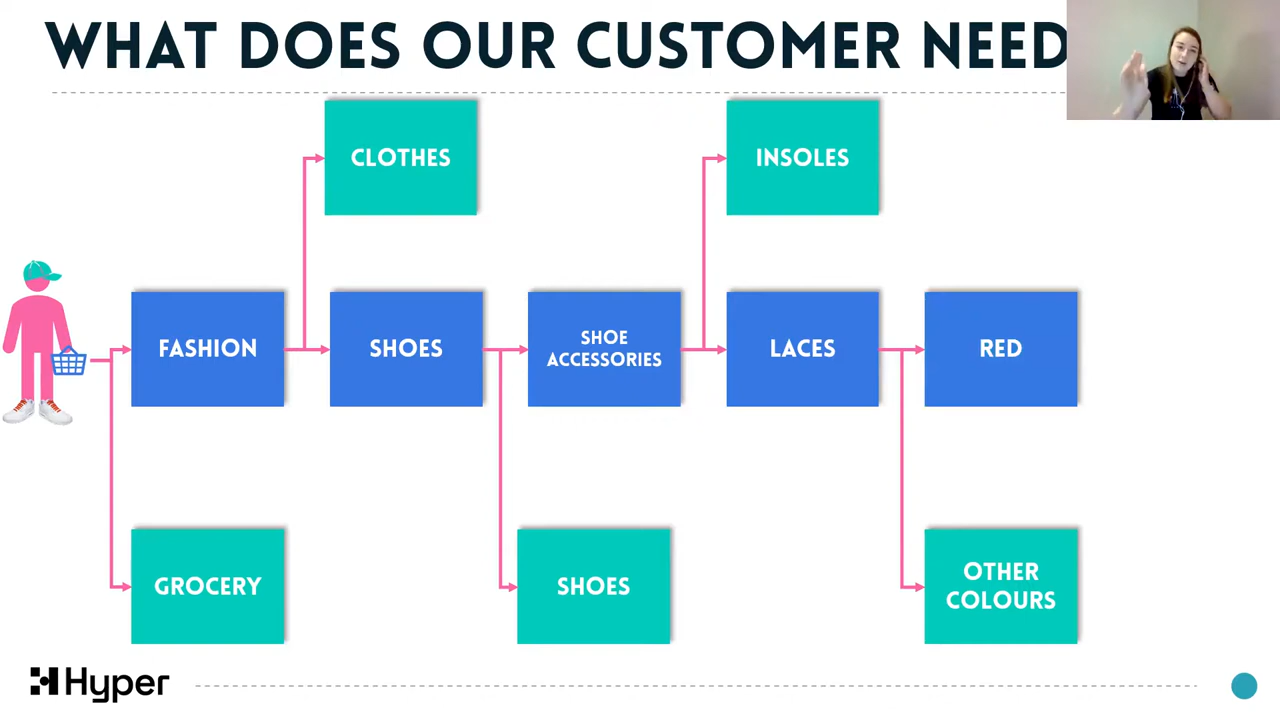 WHAT DOES OUR CUSTOMER NEED
CLOTHES
INSOLES
FASHION
SHOES
SHOE
ACCESSORIES
LACES
RED
GROCERY
SHOES
OTHER
COLOURS
Hyper